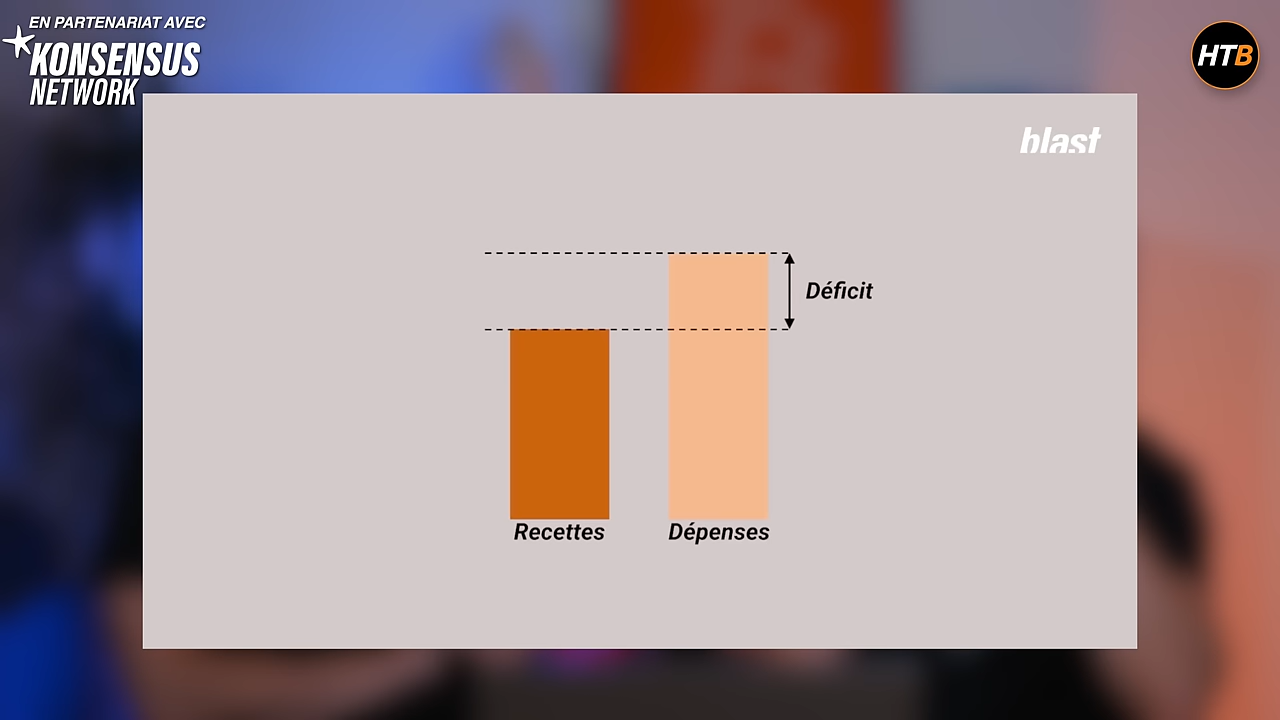 EN PARTENARIAT AVEC
KONSENSUS
NETWORK
HTB
blast
Déficit
Recettes
Dépenses